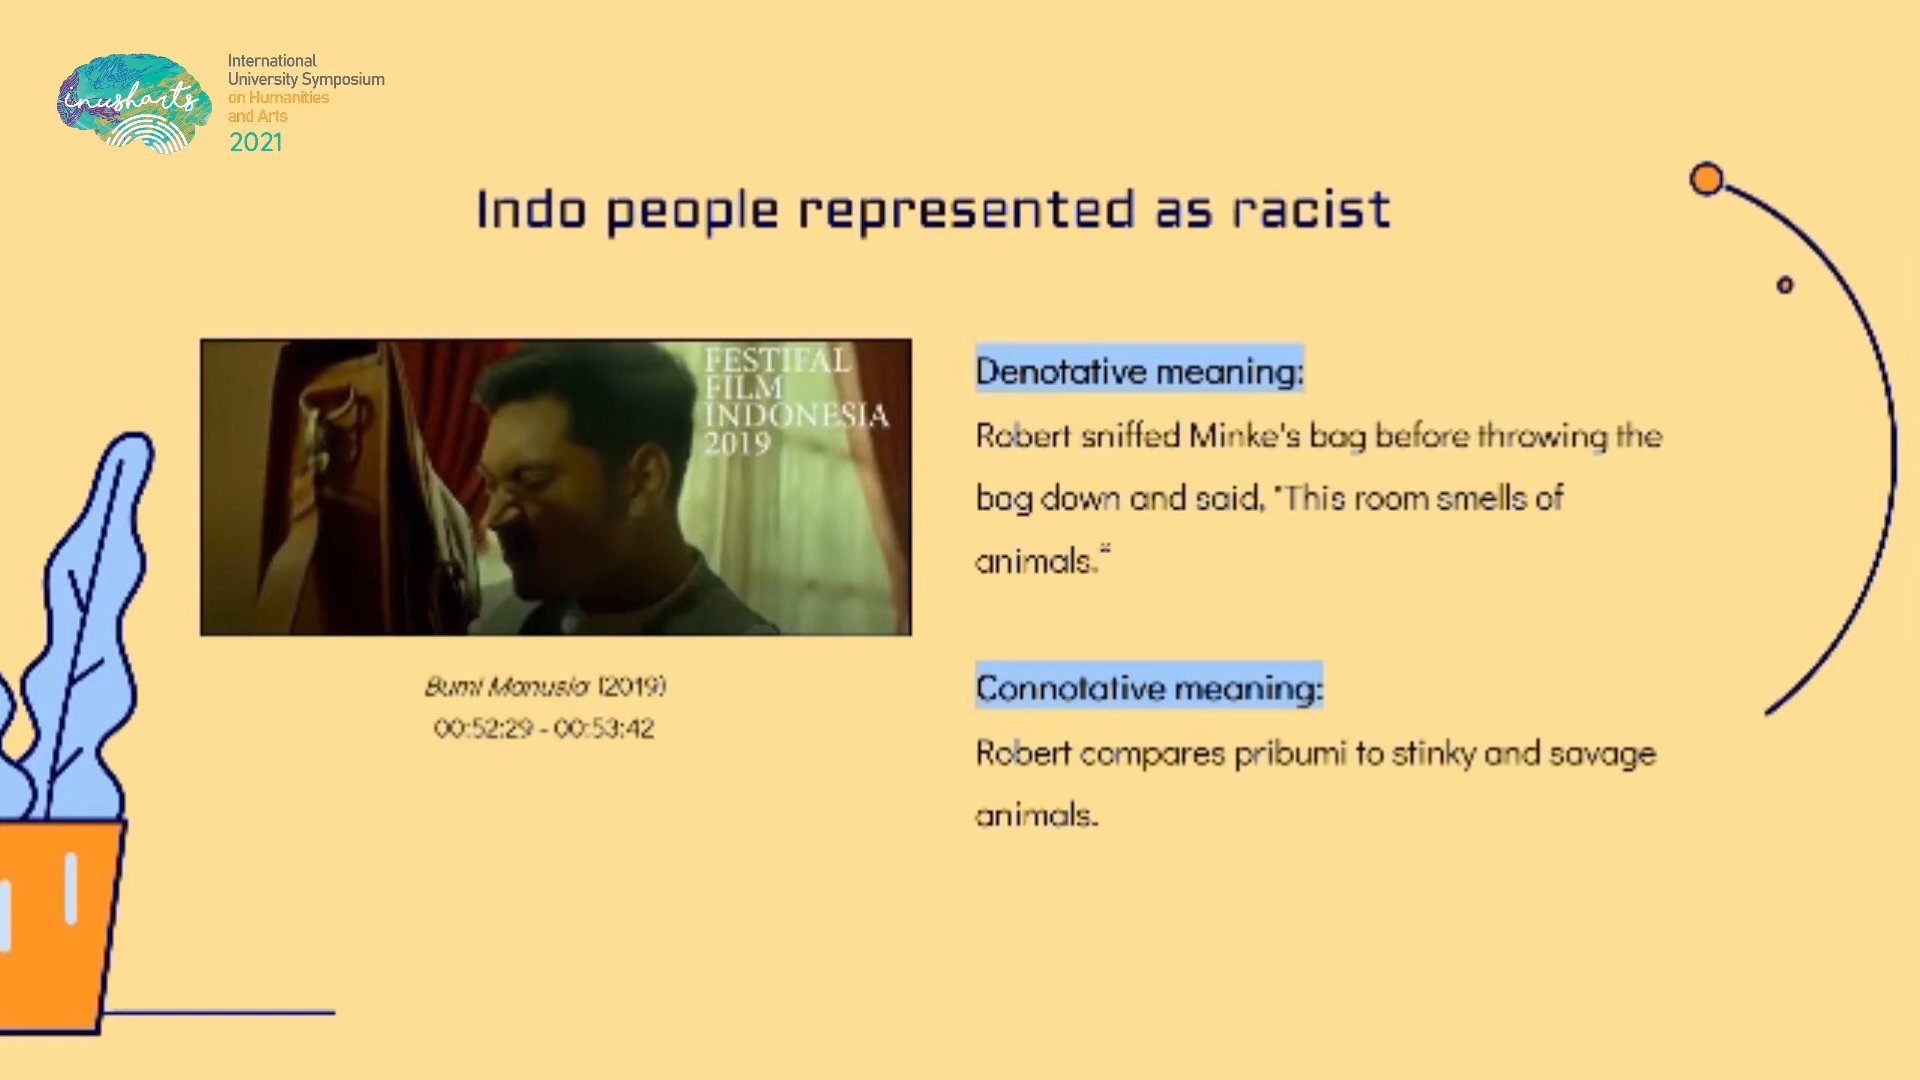 inusharts
International
University Symposium
on Humanities
and Arts
2021
Indo people represented as racist
FESTIFAL
FILM
INDONESIA
2019
Bumi Manusia (2019)
00:52:29 - 00:53:42
Denotative meaning:
Robert sniffed Minke's bag before throwing the
bag down and said, "This room smells of
animals."
Connotative meaning:
Robert compares pribumi to stinky and savage
animals.